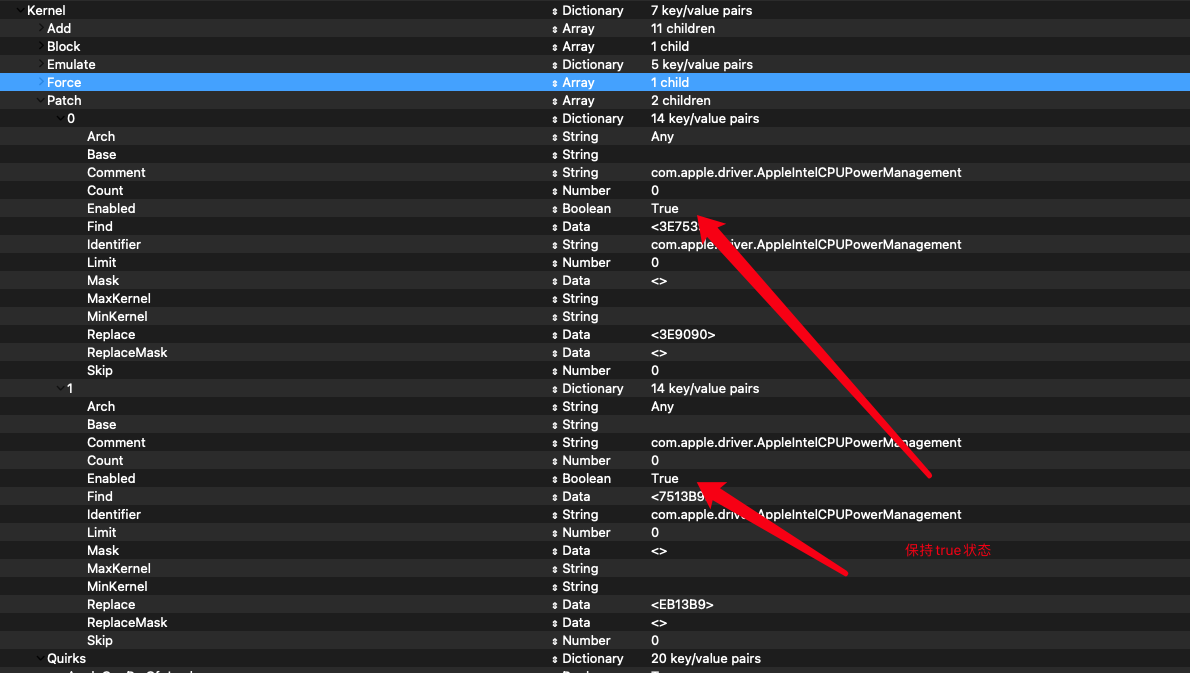 Kernel Dictionary 7 key/value pairs
Add Array 11 children
Block Array 1 child
Emulate Dictionary 5 key/value pairs
Force Array 1 child
Patch Array 2 children
0 Dictionary 14 key/value pairs
Arch String Any
Base String
Comment String com.apple.driver.AppleIntelCPUPowerManagement
Count Number 0
Enabled Boolean True
Find Data
Identifier String com.apple.driver.AppleIntelCPUPowerManagement
Limit Number 0
Mask Data <>
MaxKernel String
MinKernel String
Replace Data <3E9090>
ReplaceMask Data <>
Skip Number 0
1 Dictionary 14 key/value pairs
Arch String Any
Base String
Comment String com.apple.driver.AppleIntelCPUPowerManagement
Count Number 0
Enabled Boolean True
Find Data <7513B9
Identifier String com.apple.driver.AppleIntelCPUPowerManagement
Limit Number 0
Mask Data <>
保持true状态
MaxKernel String
MinKernel String
Replace Data <EB13B9>
ReplaceMask Data <>
Skip Number 0
Quirks Dictionary 20 key/value pairs